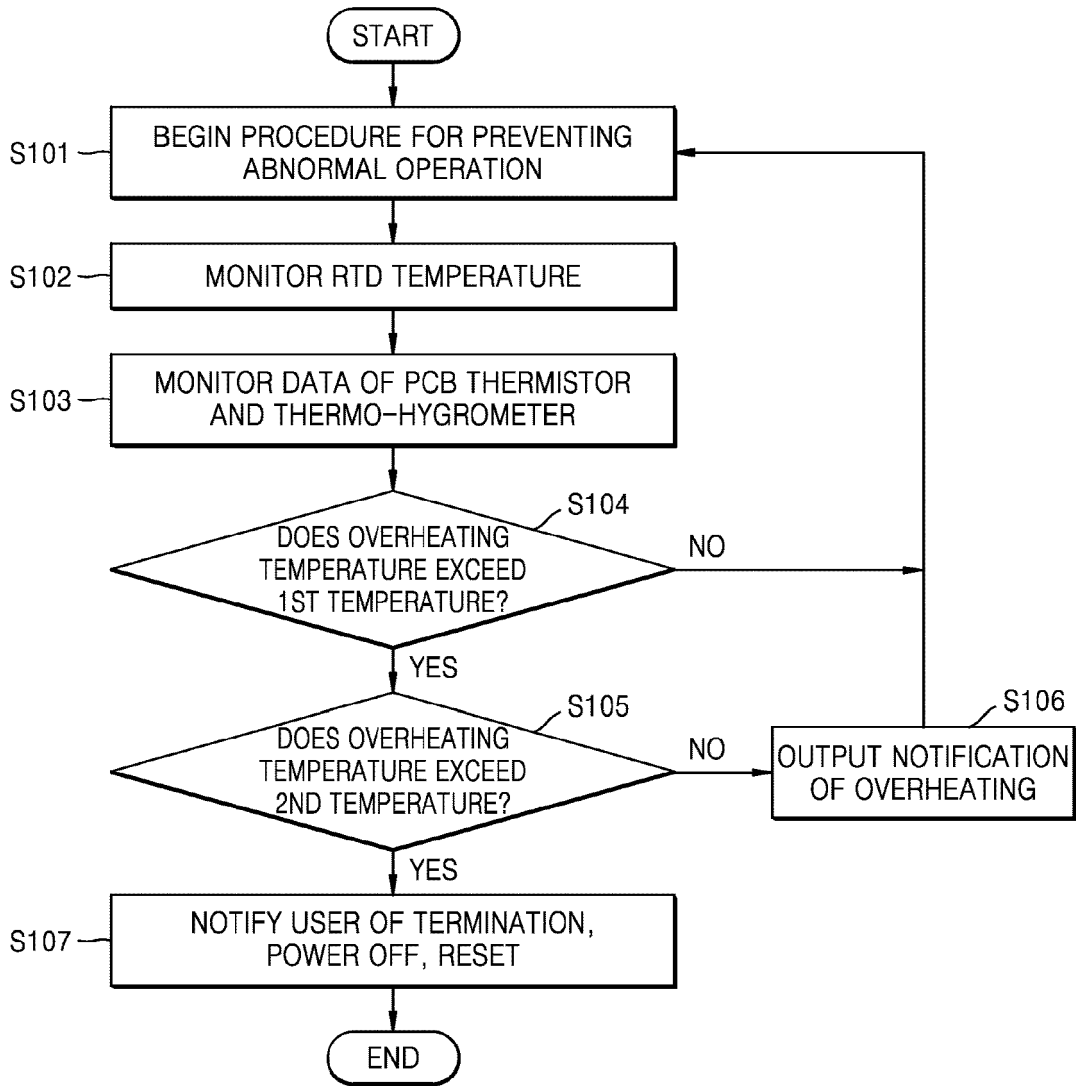 START
S101
BEGIN PROCEDURE FOR PREVENTING
ABNORMAL OPERATION
S102
MONITOR RTD TEMPERATURE
S103
MONITOR DATA OF PCB THERMISTOR
AND THERMO-HYGROMETER
S104
DOES OVERHEATING
TEMPERATURE EXCEED
1ST TEMPERATURE?
NO
YES
S105
DOES OVERHEATING
TEMPERATURE EXCEED
2ND TEMPERATURE?
NO
S106
OUTPUT NOTIFICATION
OF OVERHEATING
YES
S107
NOTIFY USER OF TERMINATION,
POWER OFF, RESET
END